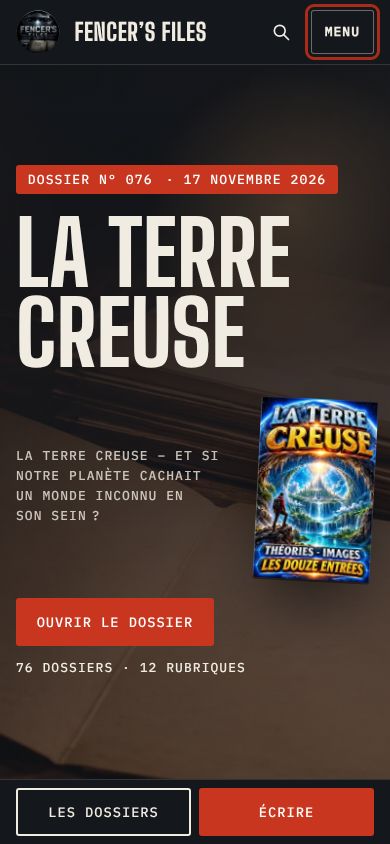 FENCER'S FILES
FENCER’S FILES
MENU
DOSSIER N° 076 · 17 NOVEMBRE 2026
LA TERRE
CREUSE
LA TERRE CREUSE – ET SI
NOTRE PLANÈTE CACHAIT
UN MONDE INCONNU EN
SON SEIN ?
LA TERRE
CREUSE
THÉORIES - IMAGES
LES DOUZE ENTRÉES
OUVRIR LE DOSSIER
76 DOSSIERS · 12 RUBRIQUES
LES DOSSIERS
ÉCRIRE